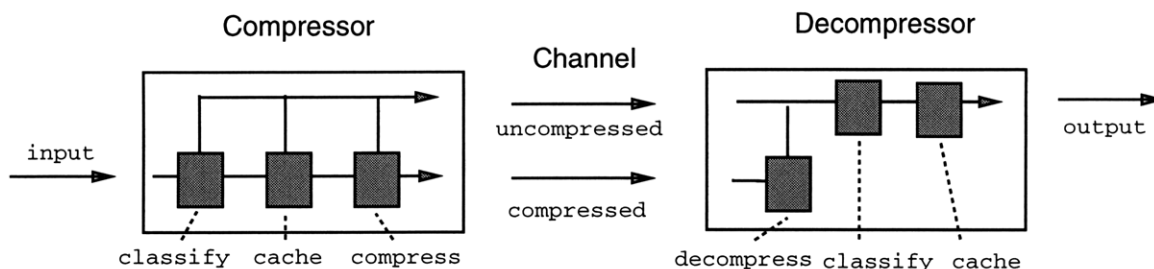 Compressor
Channel
Decompressor
input
uncompressed
compressed
output
classify cache compress
decompress classify cache